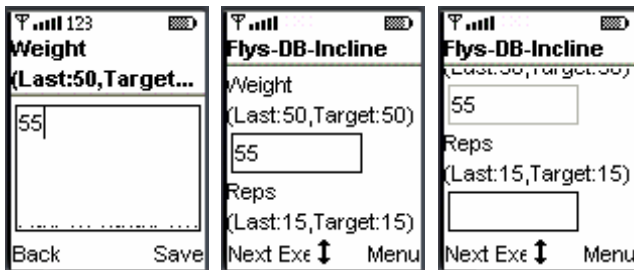 123
Weight
(Last:50,Target...
55
Back Save
Flys-DB-Incline
Weight
(Last:50,Target:50)
55
Reps
(Last:15,Target:15)
Next Exe Menu
Flys-DB-Incline
55
Reps
(Last:15,Target:15)
Next Exe Menu